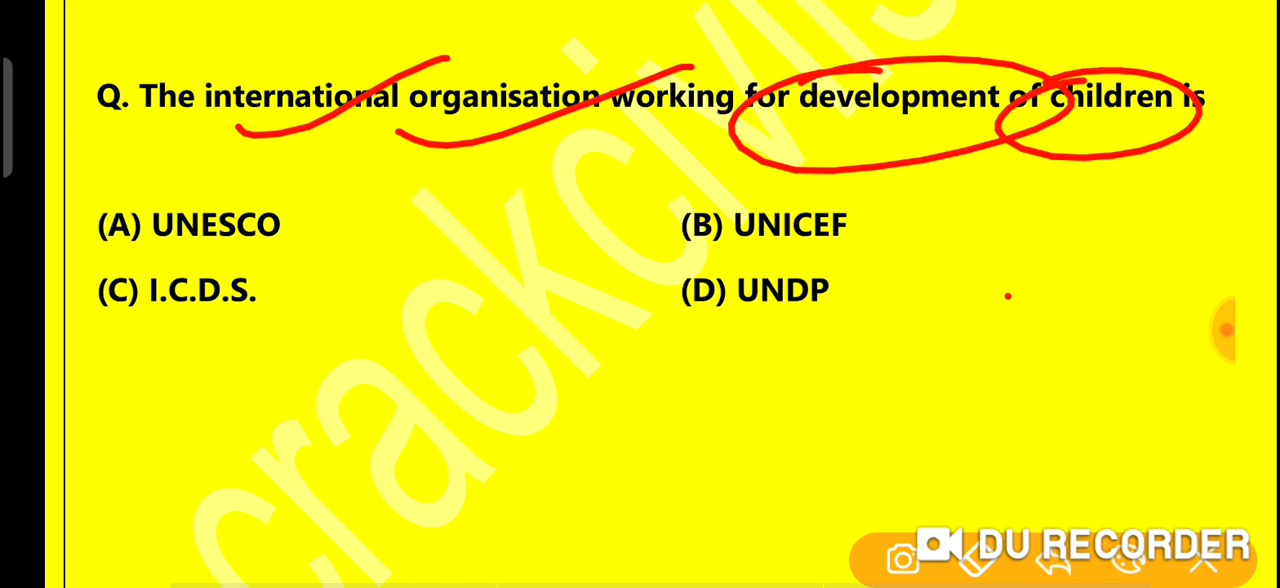 Q. The international organisation working for development of children is
(A) UNESCO
(B) UNICEF
(C) I.C.D.S.
(D) UNDP
crackcivils
DU RECORDER